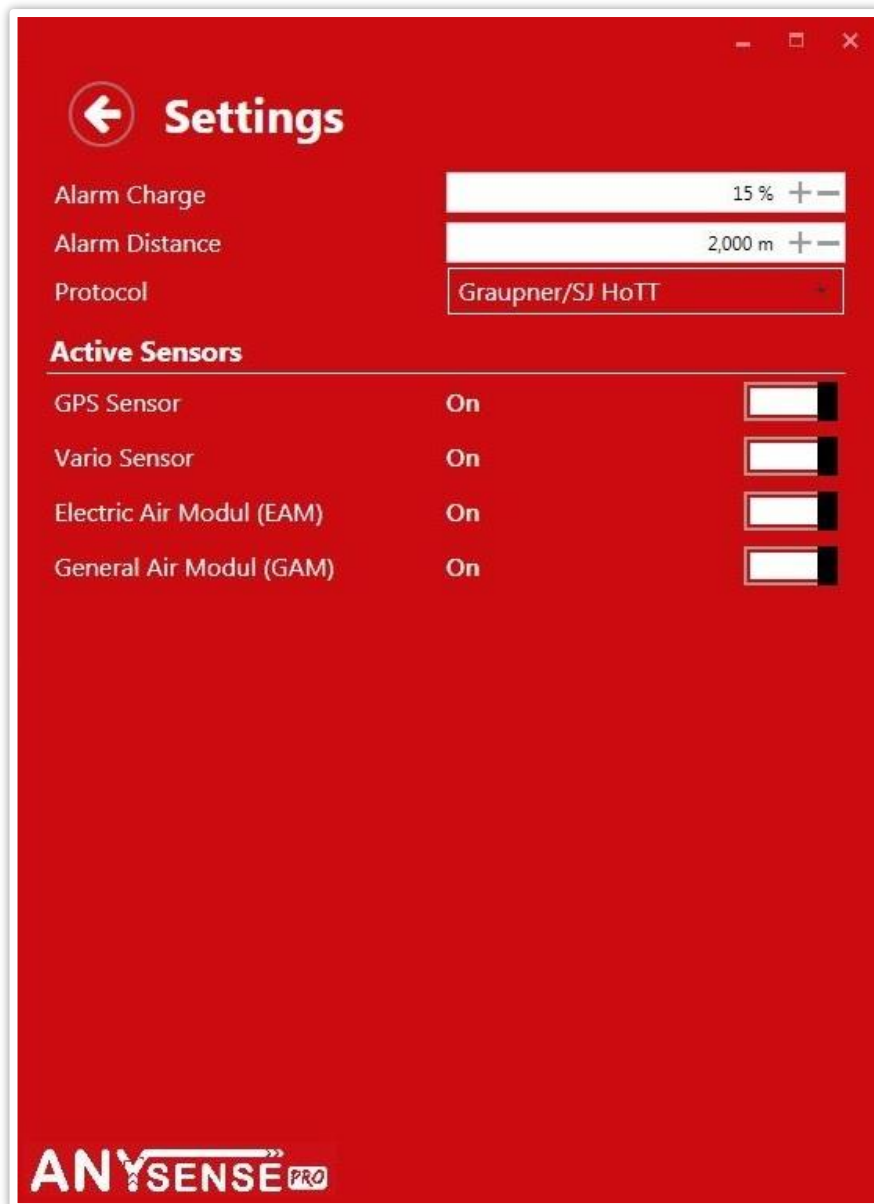 Settings
Alarm Charge 15 %
Alarm Distance 2,000 m
Protocol Graupner/SJ HoTT
Active Sensors
GPS Sensor On
Vario Sensor On
Electric Air Modul (EAM) On
General Air Modul (GAM) On
ANYSENSE PRO